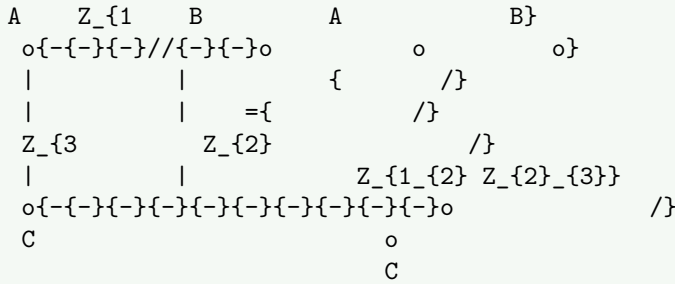 A Z_{1 B A B}
o{-{-}{-}//{-}{-}o o o}
| | { /}
| | ={ /}
Z_{3 Z_{2} /}
| | Z_{1_{2} Z_{2}_{3}}
o{-{-}{-}{-}{-}{-}{-}{-}{-}{-}o /}
C o
C